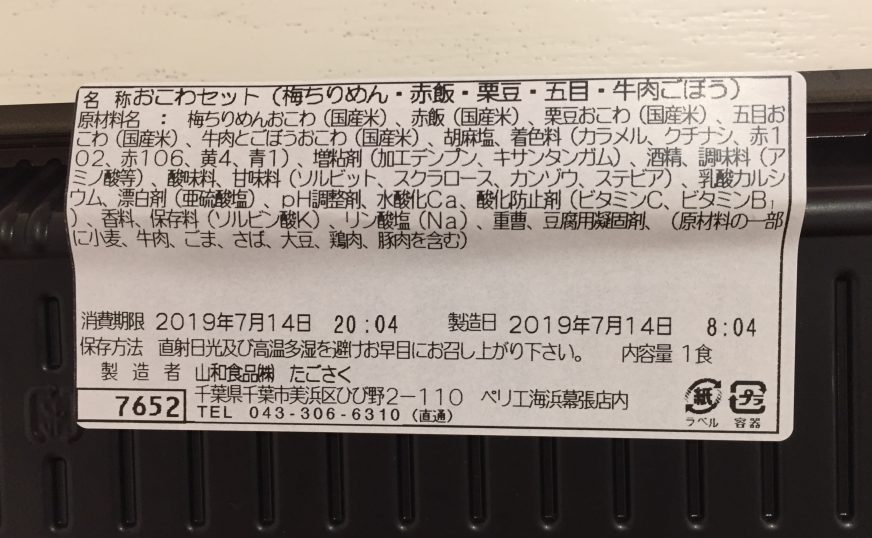 名 称おこわセット（梅ちりめん・赤飯・栗豆・五目・牛肉ごぼう）
原材料名 ： 梅ちりめんおこわ（国産米）、赤飯（国産米）、栗豆おこわ（国産米）、五目お
こわ（国産米）、牛肉とごぼうおこわ（国産米）、胡麻塩、着色料（カラメル、クチナシ、赤1
02、赤106、黄4、青1）、増粘剤（加工デンプン、キサンタンガム）、酒精、調味料（ア
ミノ酸等）、酸味料、甘味料（ソルビット、スクラロース、カンゾウ、ステビア）、乳酸カルシ
ウム、漂白剤（亜硫酸塩）、pH調整剤、水酸化Ca、酸化防止剤（ビタミンC、ビタミンB1
）、香料、保存料（ソルビン酸K）、リン酸塩（Na）、重曹、豆腐用凝固剤、（原材料の一部
に小麦、牛肉、ごま、さば、大豆、鶏肉、豚肉を含む）
消費期限 2019年7月14日 20:04 製造日 2019年7月14日 8:04
保存方法 直射日光及び高温多湿を避けお早目にお召し上がり下さい。 内容量 1食
製造者 山和食品㈱ たごさく
千葉県千葉市美浜区ひび野2−110 ペリエ海浜幕張店内
7652 TEL 043-306-6310（直通）
紙 プラ
ラベル 容器